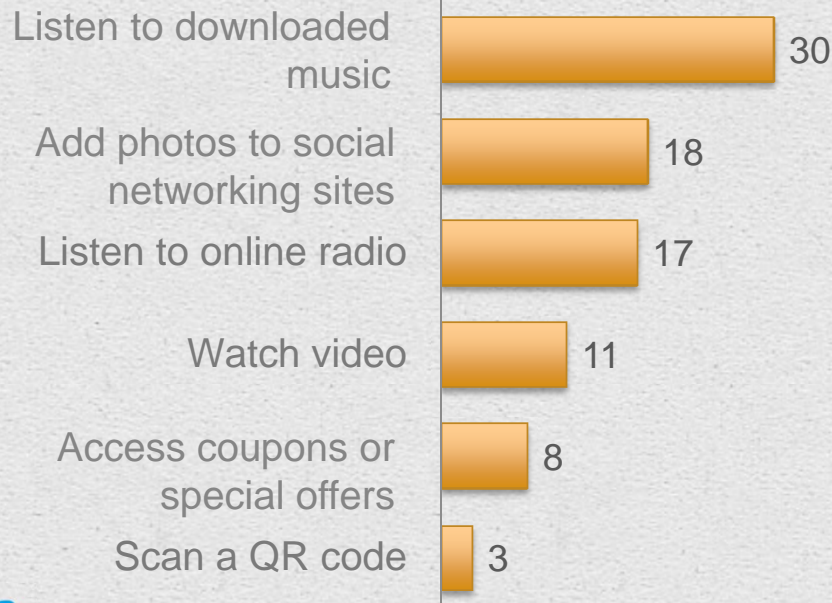 Listen to downloaded
music
30
Add photos to social
networking sites
18
Listen to online radio
17
Watch video
11
Access coupons or
special offers
8
Scan a QR code
3